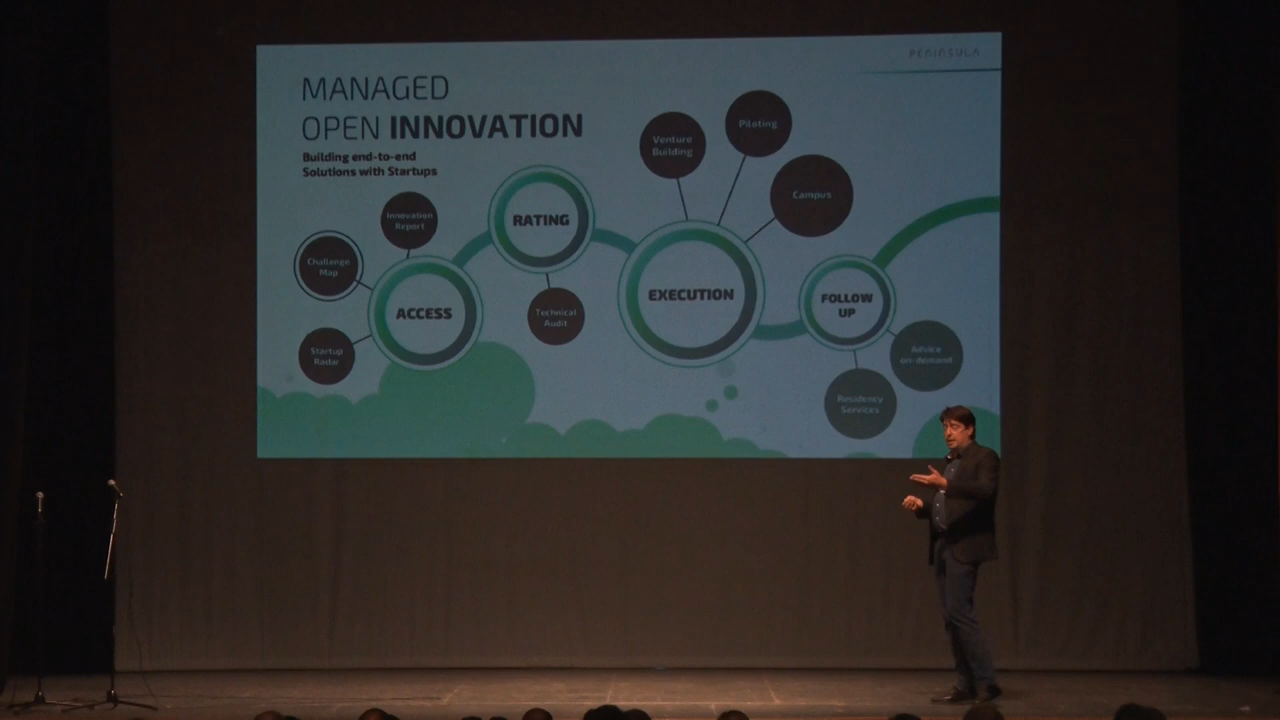 PENINSULA
MANAGED
OPEN INNOVATION
Building end-to-end
Solutions with Startups
Innovation
Report
Challenge
Map
Startup
Radar
ACCESS
RATING
Technical
Audit
Venture
Building
Piloting
Campus
EXECUTION
FOLLOW
UP
Advice
on-demand
Residency
Services